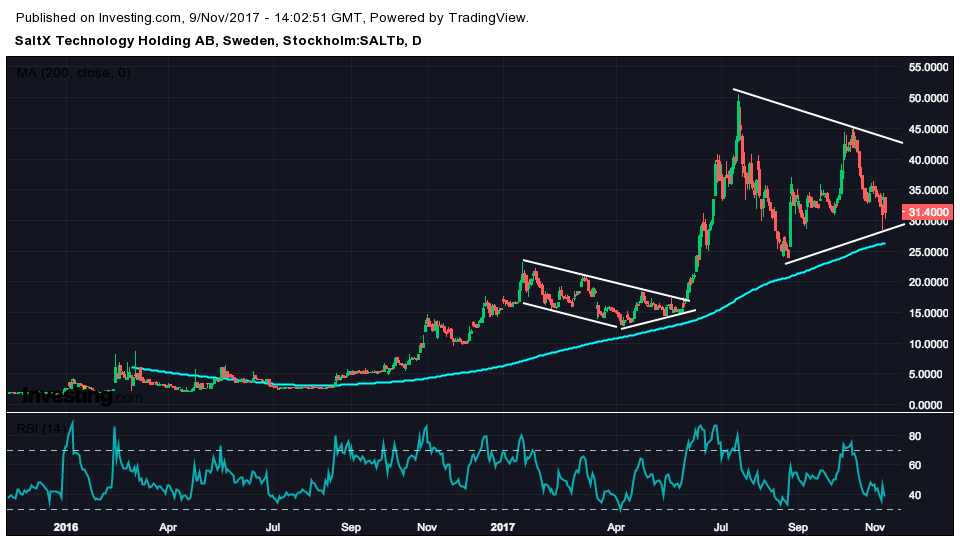 Published on Investing.com, 9/Nov/2017 - 14:02:51 GMT, Powered by TradingView.
SaltX Technology Holding AB, Sweden, Stockholm:SALTb, D
MA (200, close, 0)
55.0000
50.0000
45.0000
40.0000
35.0000
31.4000
30.0000
25.0000
20.0000
15.0000
10.0000
5.0000
0.0000
Investing.com
RSI (14)
80
60
40
2016 Apr Jul Sep Nov 2017 Apr Jul Sep Nov